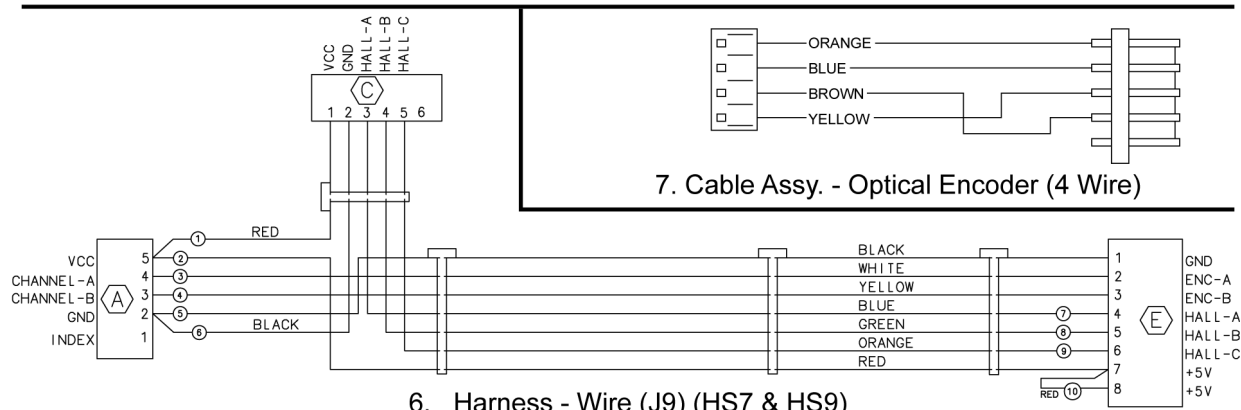 VCC
GND
HALL-A
HALL-B
HALL-C
C
1 2 3 4 5 6
ORANGE
BLUE
BROWN
YELLOW
7. Cable Assy. - Optical Encoder (4 Wire)
VCC 5
CHANNEL-A 4
CHANNEL-B 3
GND 2
INDEX 1
A
1 RED
2
3
4
5
6 BLACK
BLACK 1 GND
WHITE 2 ENC-A
YELLOW 3 ENC-B
BLUE 7 4 HALL-A
GREEN 8 5 HALL-B
ORANGE 9 6 HALL-C
RED 7 +5V
RED 10 8 +5V
E
6. Harness - Wire (J9) (HS7 & HS9)